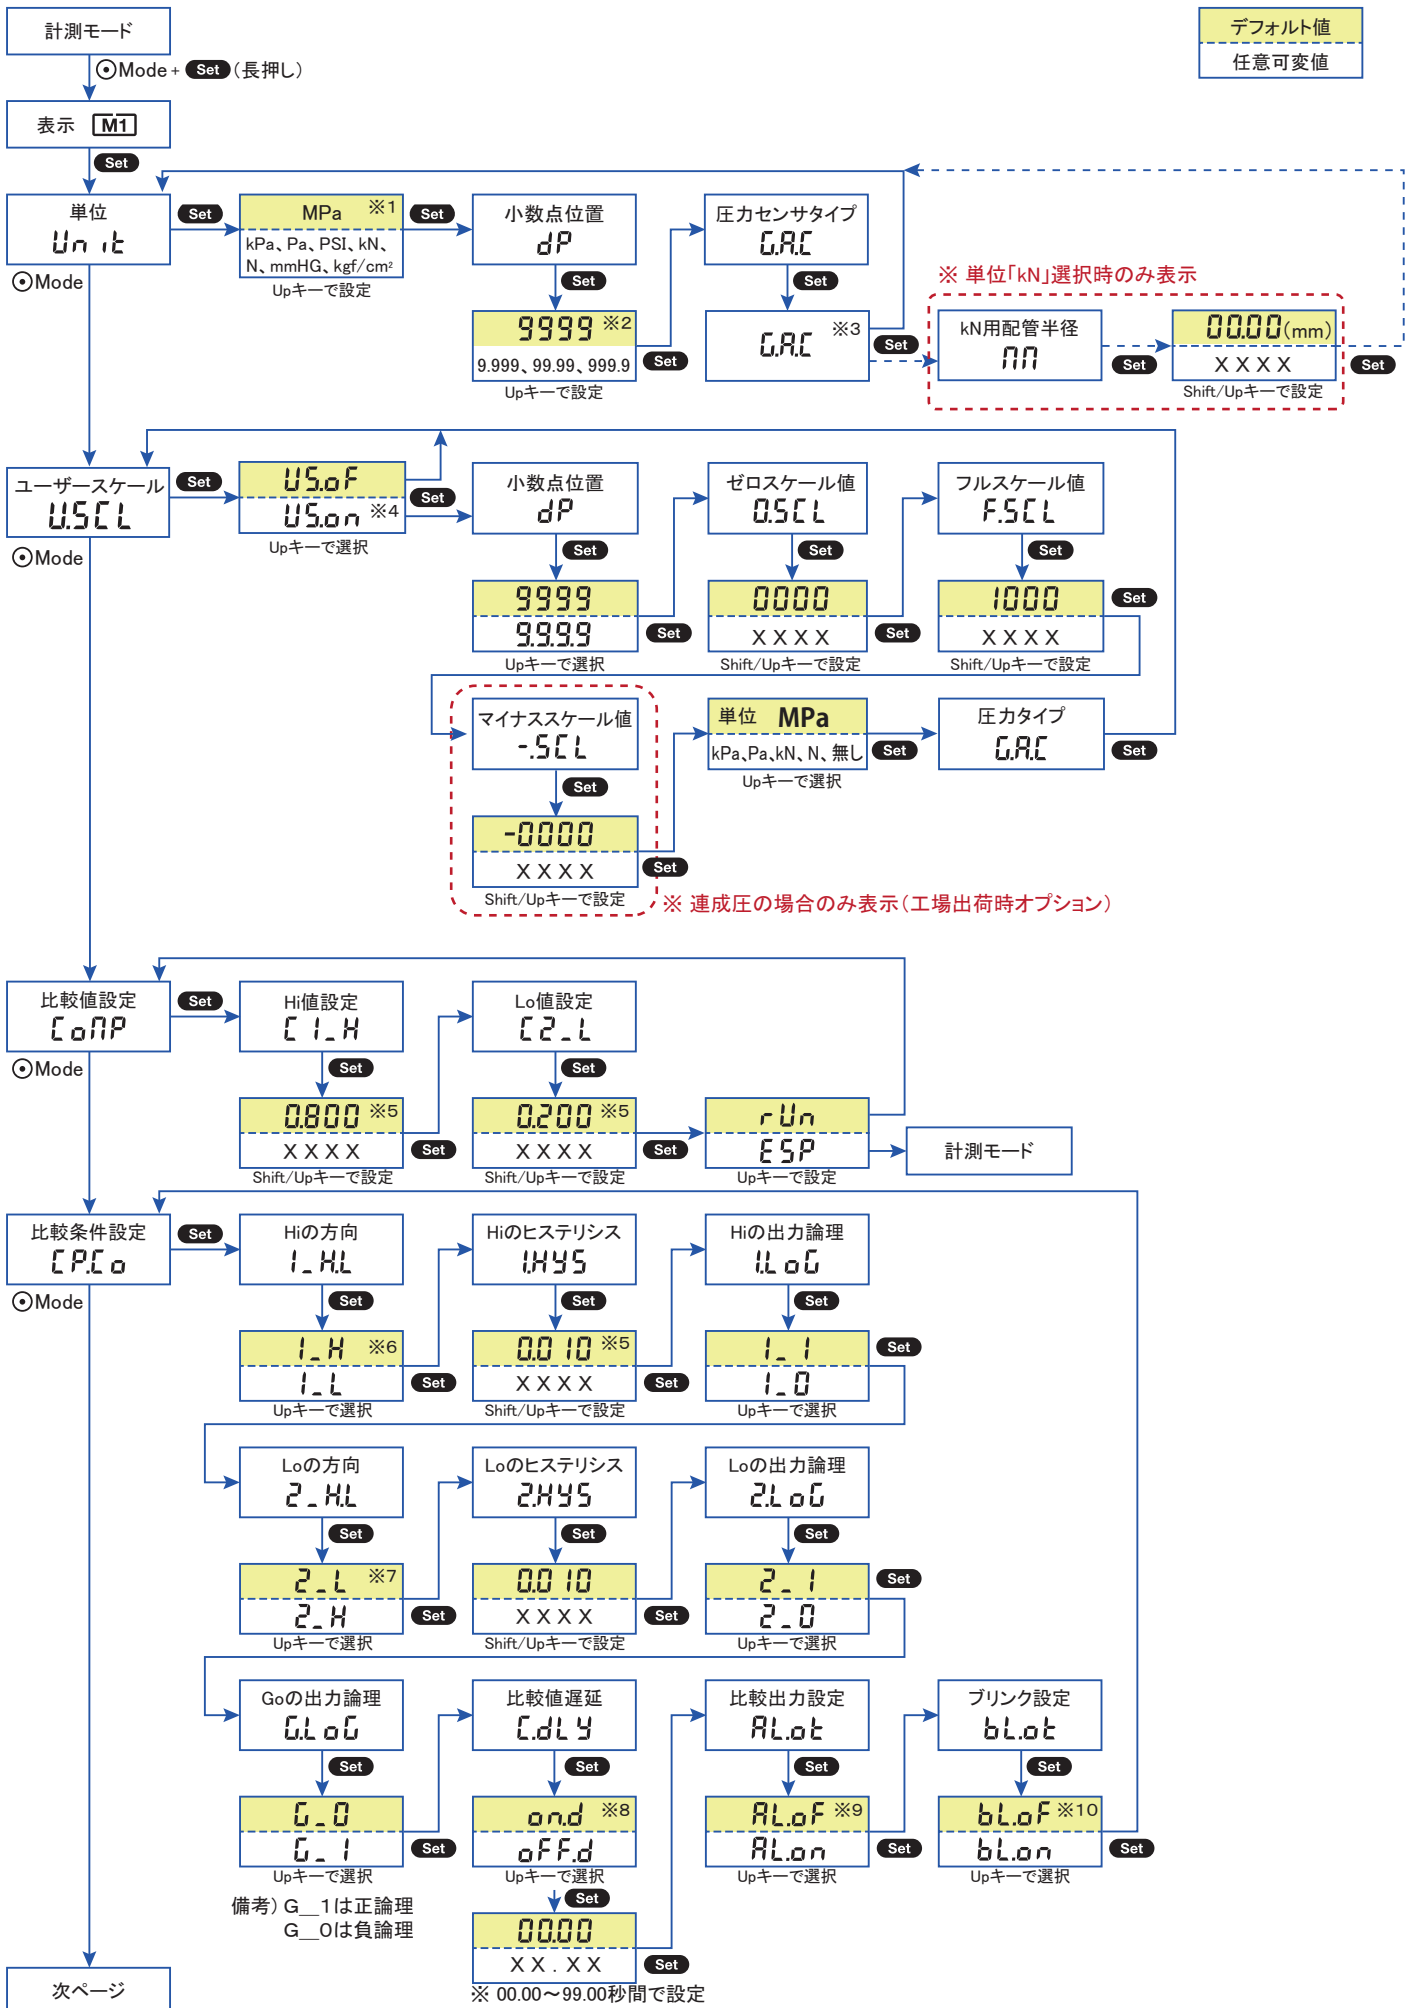 計測モード
デフォルト値
任意可変値
⦿Mode + Set (長押し)
表示 M1
Set
単位
Unit
Set
MPa ※1
kPa、Pa、PSI、kN、
N、mmHG、kgf/cm²
Upキーで設定
Set
小数点位置
dP
Set
9999 ※2
9.999、99.99、999.9
Upキーで設定
Set
圧力センサタイプ
G.A.C
Set
G.A.C ※3
Set
※ 単位「kN」選択時のみ表示
kN用配管半径
Set
00.00(mm)
X X X X
Shift/Upキーで設定
Set
⦿Mode
ユーザースケール
U.SCL
Set
US.oF
US.on ※4
Upキーで選択
Set
小数点位置
dP
Set
9999
9.9.9.9
Upキーで選択
Set
ゼロスケール値
0.SCL
Set
0000
X X X X
Shift/Upキーで設定
Set
フルスケール値
F.SCL
Set
1000
X X X X
Shift/Upキーで設定
Set
⦿Mode
マイナススケール値
-.SCL
Set
-0000
X X X X
Shift/Upキーで設定
Set
※ 連成圧の場合のみ表示(工場出荷時オプション)
単位 MPa
kPa、Pa、kN、N、無し
Upキーで選択
Set
圧力タイプ
G.A.C
Set
比較値設定
CoMP
Set
Hi値設定
C1_H
Set
0.800 ※5
X X X X
Shift/Upキーで設定
Set
Lo値設定
C2_L
Set
0.200 ※5
X X X X
Shift/Upキーで設定
Set
rUn
ESP
Upキーで設定
計測モード
⦿Mode
比較条件設定
CP.Co
Set
Hiの方向
1_H.L
Set
1_H ※6
1_L
Upキーで選択
Set
Hiのヒステリシス
1.HYS
Set
0.010 ※5
X X X X
Shift/Upキーで設定
Set
Hiの出力論理
1.LoG
Set
1_1
1_0
Upキーで選択
Set
⦿Mode
Loの方向
2_H.L
Set
2_L ※7
2_H
Upキーで選択
Set
Loのヒステリシス
2.HYS
Set
0.010
X X X X
Shift/Upキーで設定
Set
Loの出力論理
2.LoG
Set
2_1
2_0
Upキーで選択
Set
Goの出力論理
G.LoG
Set
G_0
G_1
Upキーで選択
Set
備考) G__1は正論理
G__0は負論理
比較値遅延
C.dLY
Set
on.d ※8
oFF.d
Upキーで選択
Set
00.00
X X . X X
Set
※ 00.00～99.00秒間で設定
比較出力設定
AL.ot
Set
AL.oF ※9
AL.on
Upキーで選択
Set
ブリンク設定
bL.ot
Set
bL.oF ※10
bL.on
Upキーで選択
Set
次ページ